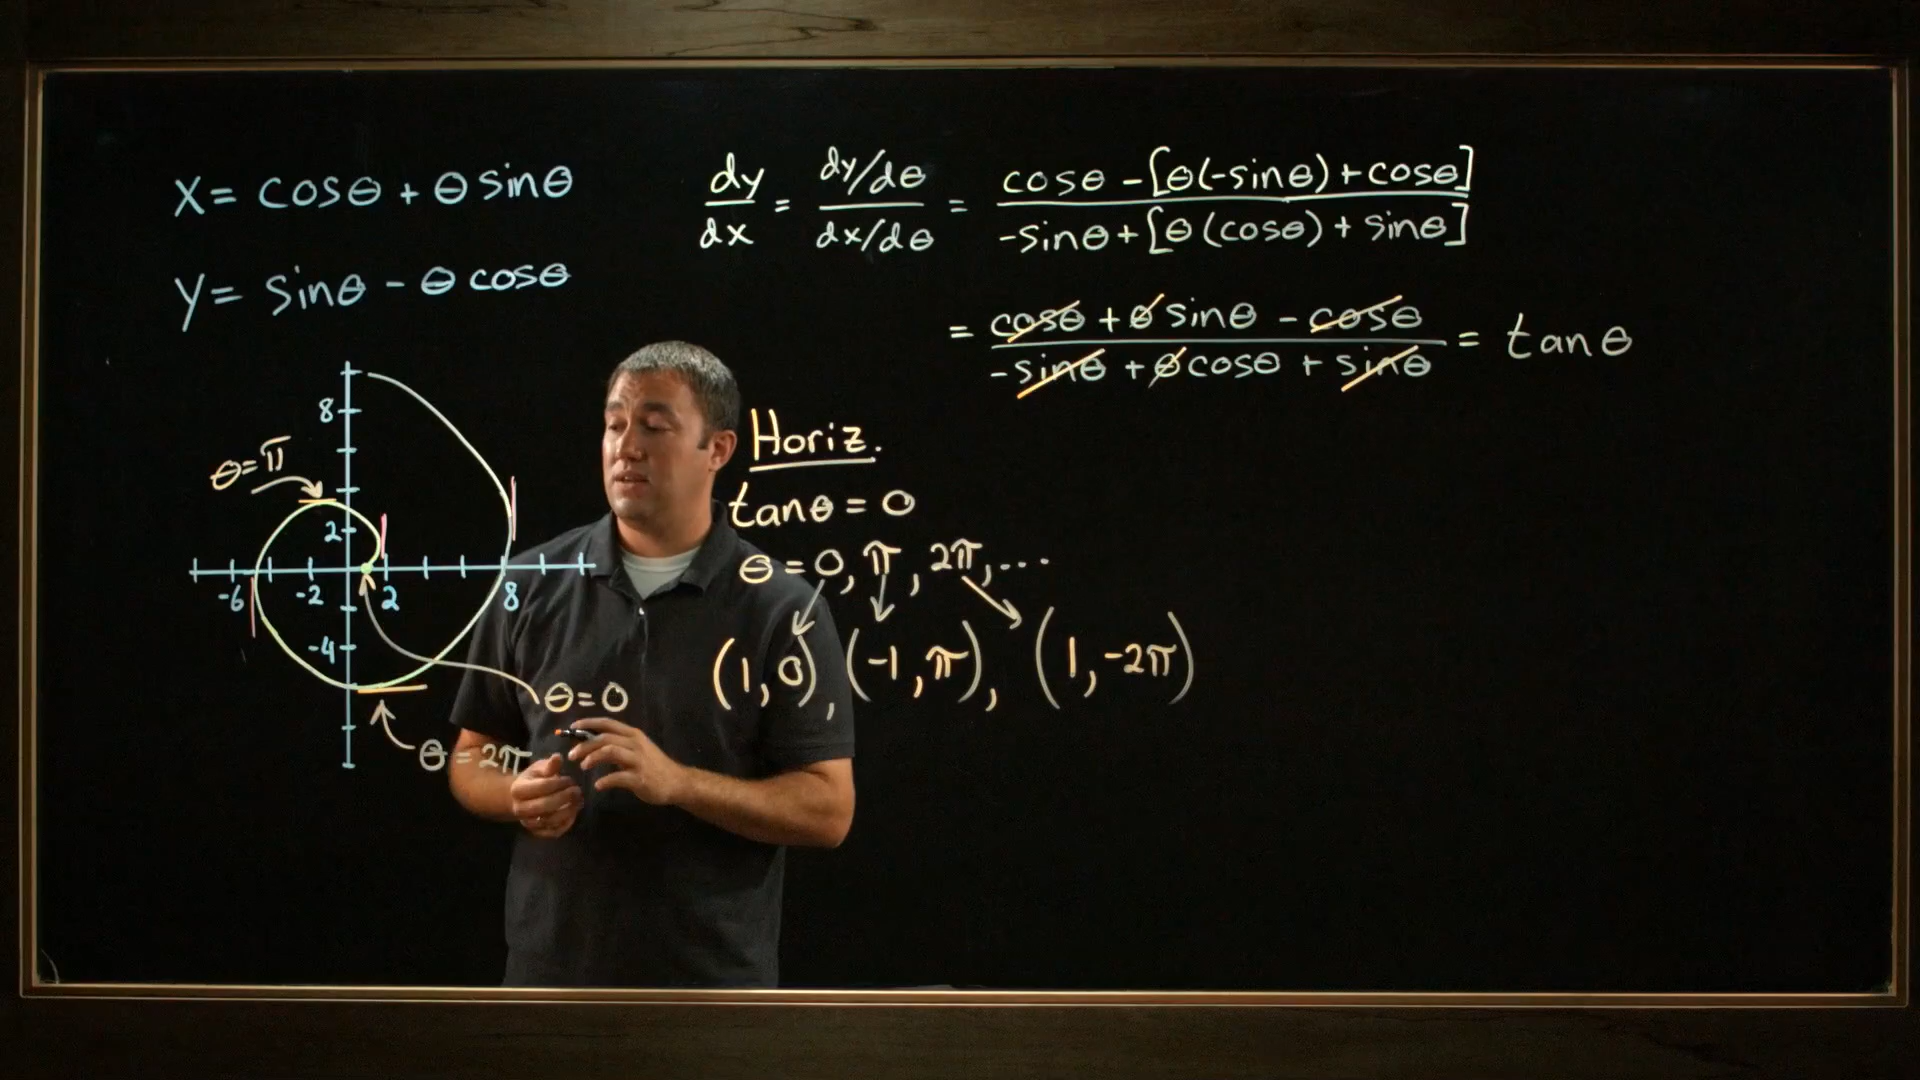 x = cosθ + θ sinθ
y = sinθ - θ cosθ
dy/dx = (dy/dθ)/(dx/dθ) = (cosθ - [θ(-sinθ) + cosθ])/(-sinθ + [θ(cosθ) + sinθ])
= (cosθ + θ sinθ - cosθ)/(-sinθ + θ cosθ + sinθ) = tanθ
8
θ = π
2
-6 -2 2 8
-4
θ = 0
θ = 2π
Horiz.
tanθ = 0
θ = 0, π, 2π, ...
(1, 0), (-1, π), (1, -2π)